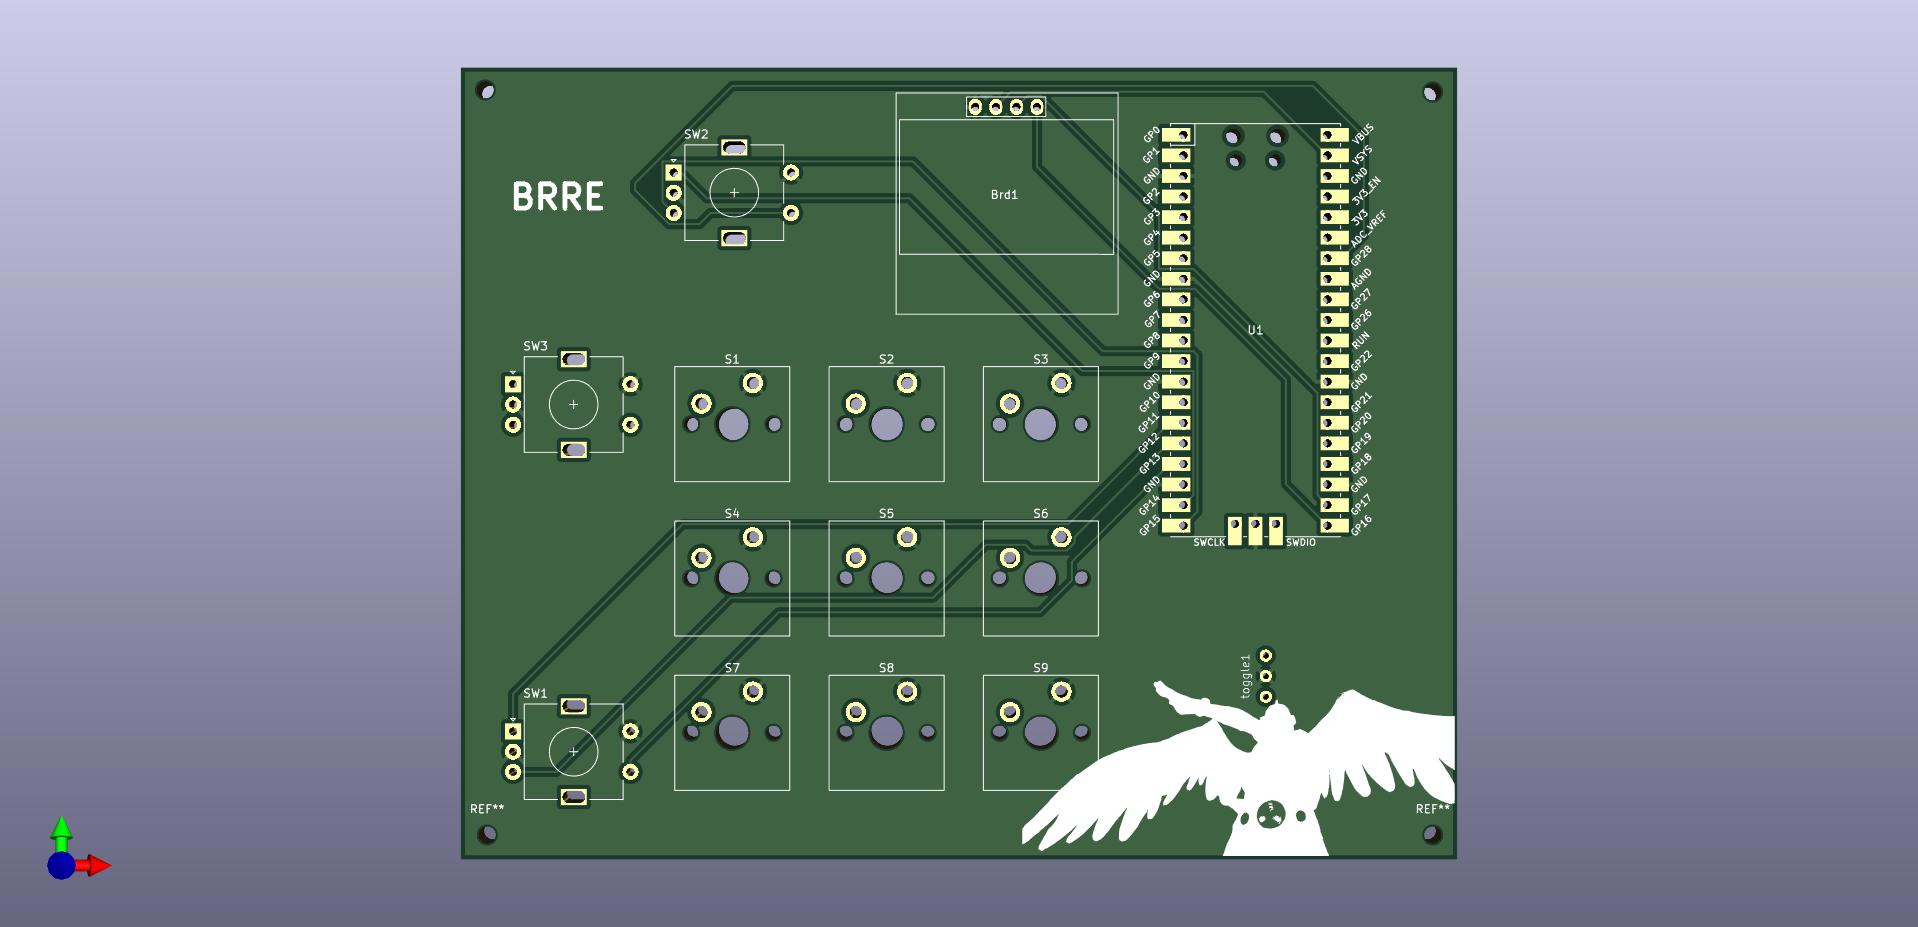 SW2
BRRE
Brd1
GP0
GP1
GND
GP2
GP3
GP4
GP5
GND
GP6
GP7
GP8
GP9
GND
GP10
GP11
GP12
GP13
GND
GP14
GP15
VBUS
VSYS
GND
3V3_EN
3V3
ADC_VREF
GP28
AGND
GP27
GP26
RUN
GP22
GND
GP21
GP20
GP19
GP18
GND
GP17
GP16
U1
SWCLK
SWDIO
SW3
S1
S2
S3
S4
S5
S6
toggle1
SW1
S7
S8
S9
REF**
REF**